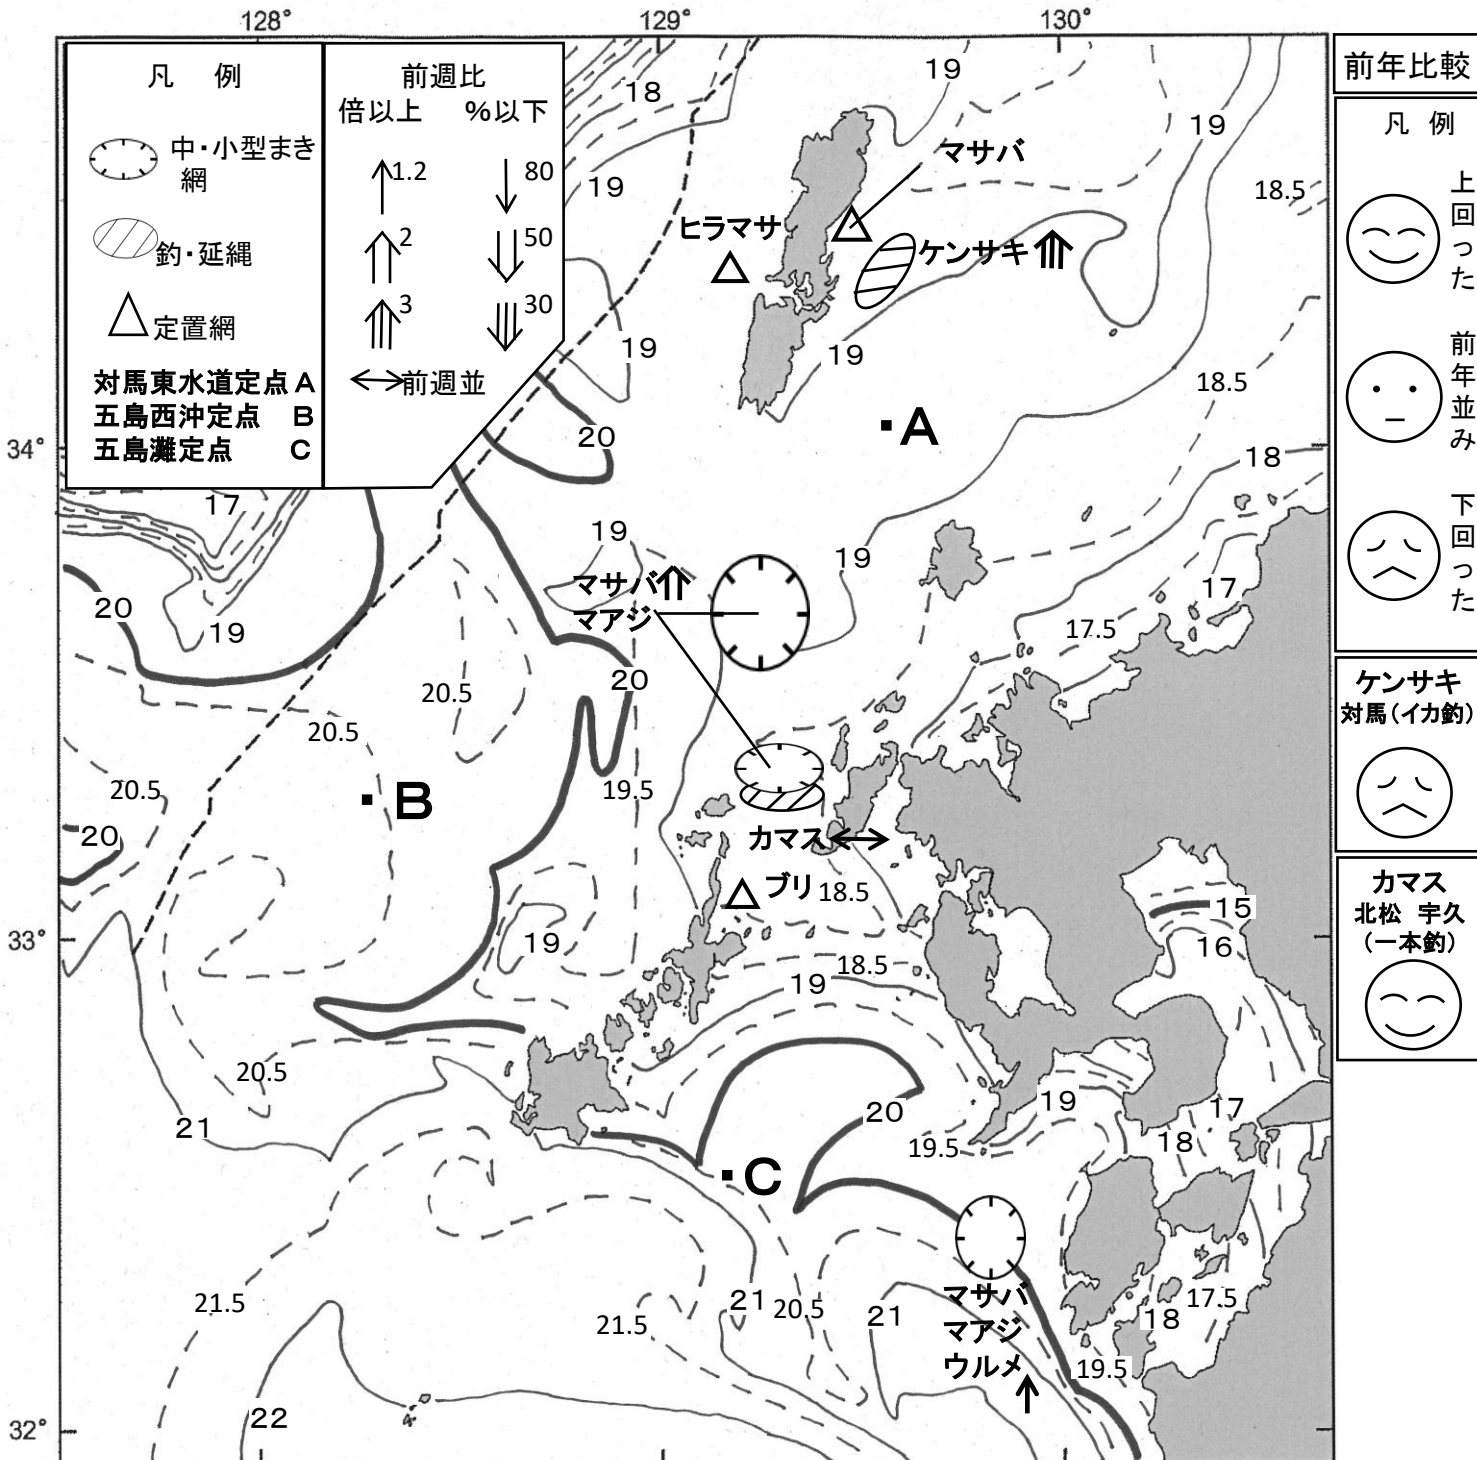 128° 129° 130°
凡 例
中・小型まき
網
釣・延縄
定置網
対馬東水道定点 A
五島西沖定点 B
五島灘定点 C
前週比
倍以上 %以下
1.2 80
2 50
3 30
前週並
前年比較
凡 例
上回った
前年並み
下回った
ケンサキ
対馬(イカ釣)
カマス
北松 宇久
(一本釣)
34°
33°
32°
18
19
19
19
18.5
マサバ
ヒラマサ
ケンサキ
19
19
18.5
20
A
18
17
19
19
17
マサバ
マアジ
20
19
17.5
20
20.5
20.5
20.5
19.5
B
20
カマス
ブリ
18.5
15
19
16
18.5
19
20.5
21
20
19
17
19.5
18
C
21.5
21
20.5
21
マサバ
マアジ
ウルメ
17.5
18
21.5
19.5
22